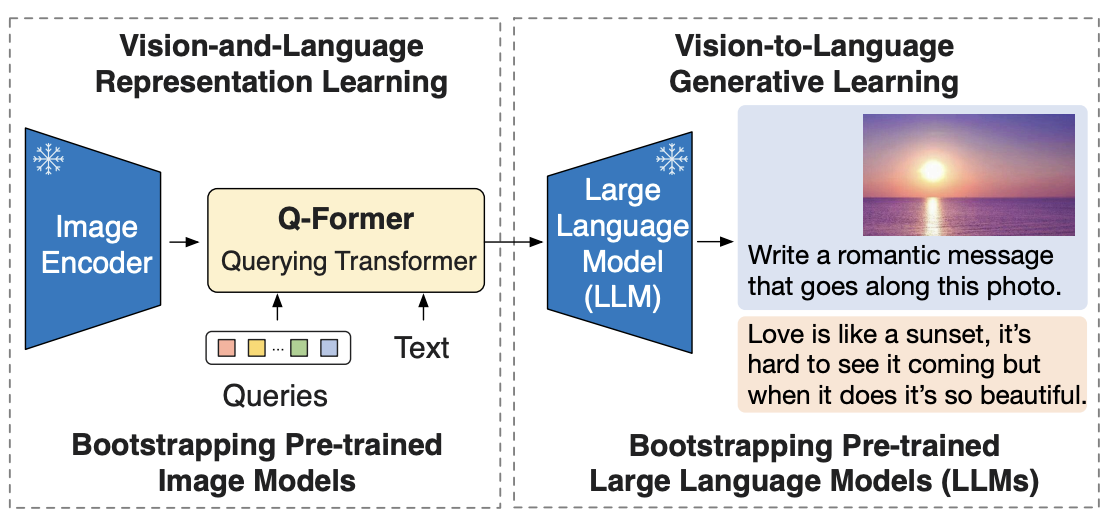 Vision-and-Language
Representation Learning
Image
Encoder
Q-Former
Querying Transformer
...
Queries
Text
Bootstrapping Pre-trained
Image Models
Vision-to-Language
Generative Learning
Large
Language
Model
(LLM)
Write a romantic message
that goes along this photo.
Love is like a sunset, it's
hard to see it coming but
when it does it's so beautiful.
Bootstrapping Pre-trained
Large Language Models (LLMs)